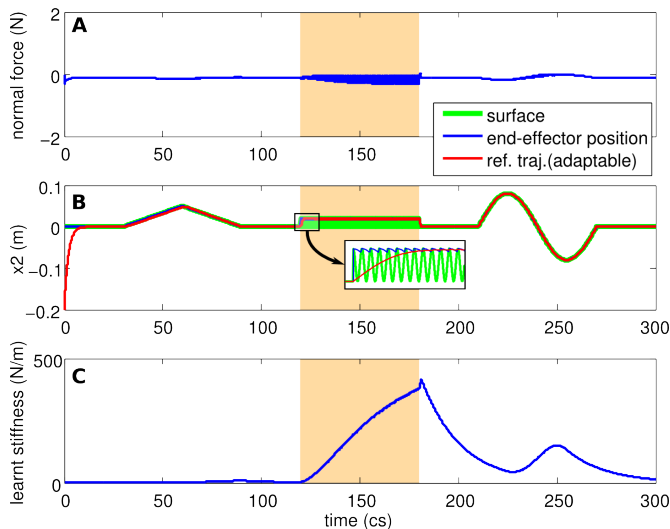 A
normal force (N)
2
0
−2
0 50 100 150 200 250 300
surface
end-effector position
ref. traj.(adaptable)
B
x2 (m)
0.1
0
−0.1
−0.2
0 50 100 150 200 250 300
C
learnt stiffness (N/m)
500
0
0 50 100 150 200 250 300
time (cs)